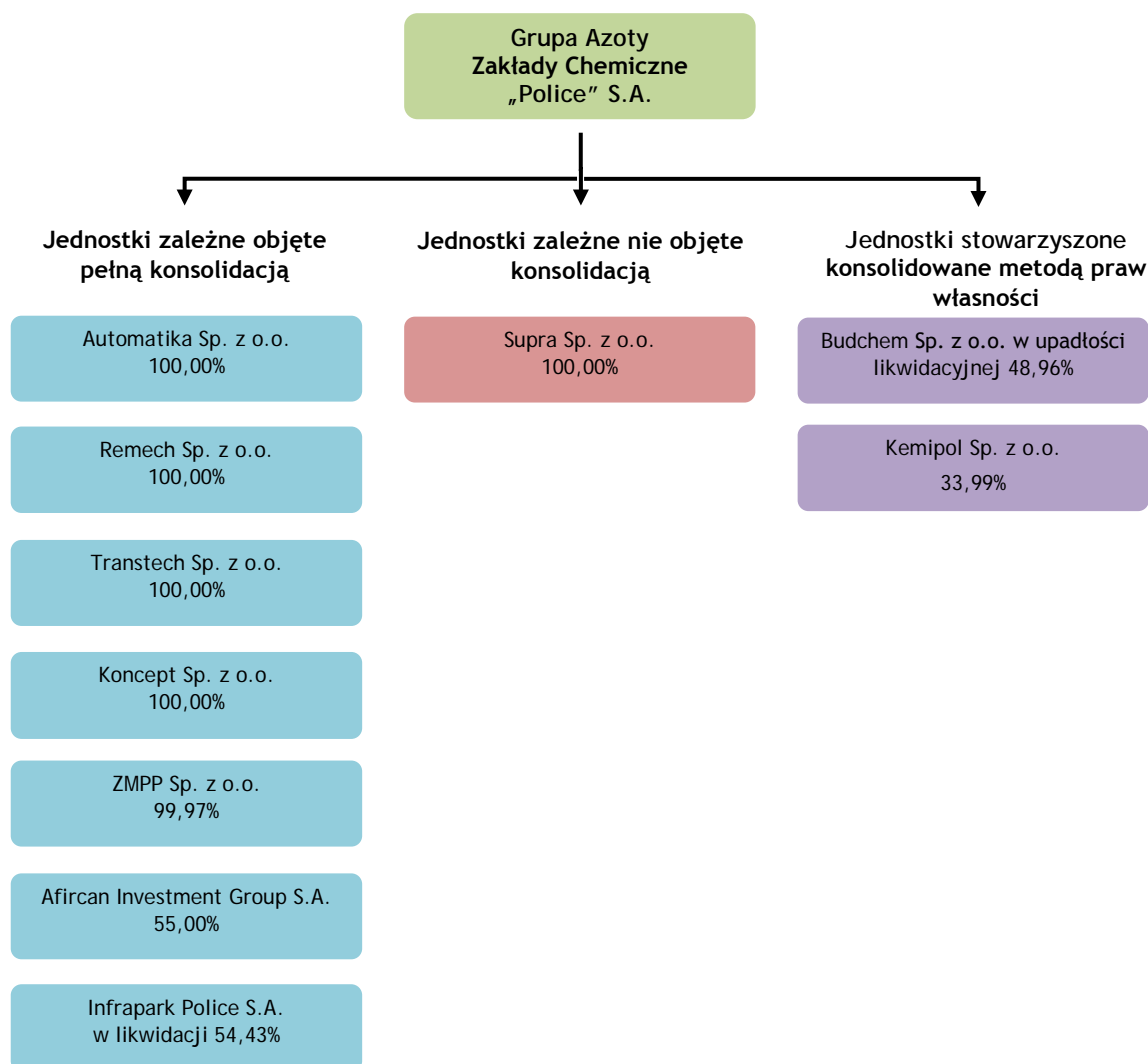 Grupa Azoty
Zakłady Chemiczne
„Police” S.A.
Jednostki zależne objęte
pełną konsolidacją
Automatika Sp. z o.o.
100,00%
Remech Sp. z o.o.
100,00%
Transtech Sp. z o.o.
100,00%
Koncept Sp. z o.o.
100,00%
ZMPP Sp. z o.o.
99,97%
Afircan Investment Group S.A.
55,00%
Infrapark Police S.A.
w likwidacji 54,43%
Jednostki zależne nie objęte
konsolidacją
Supra Sp. z o.o.
100,00%
Jednostki stowarzyszone
konsolidowane metodą praw
własności
Budchem Sp. z o.o. w upadłości
likwidacyjnej 48,96%
Kemipol Sp. z o.o.
33,99%